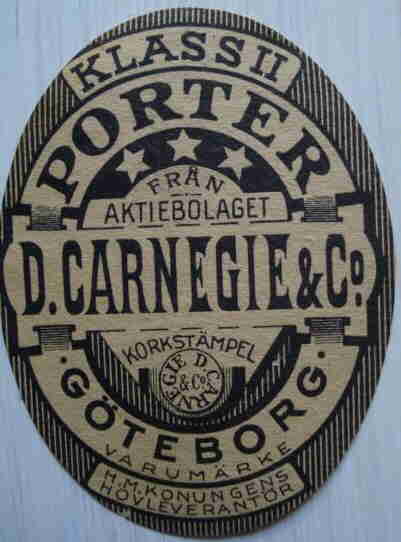 KLASS II
PORTER
FRÅN
AKTIEBOLAGET
D. CARNEGIE & Co.
KORKSTÄMPEL
D. CARNEGIE & Co.
· GÖTEBORG ·
VARUMÄRKE
H.M. KONUNGENS
HOVLEVERANTÖR